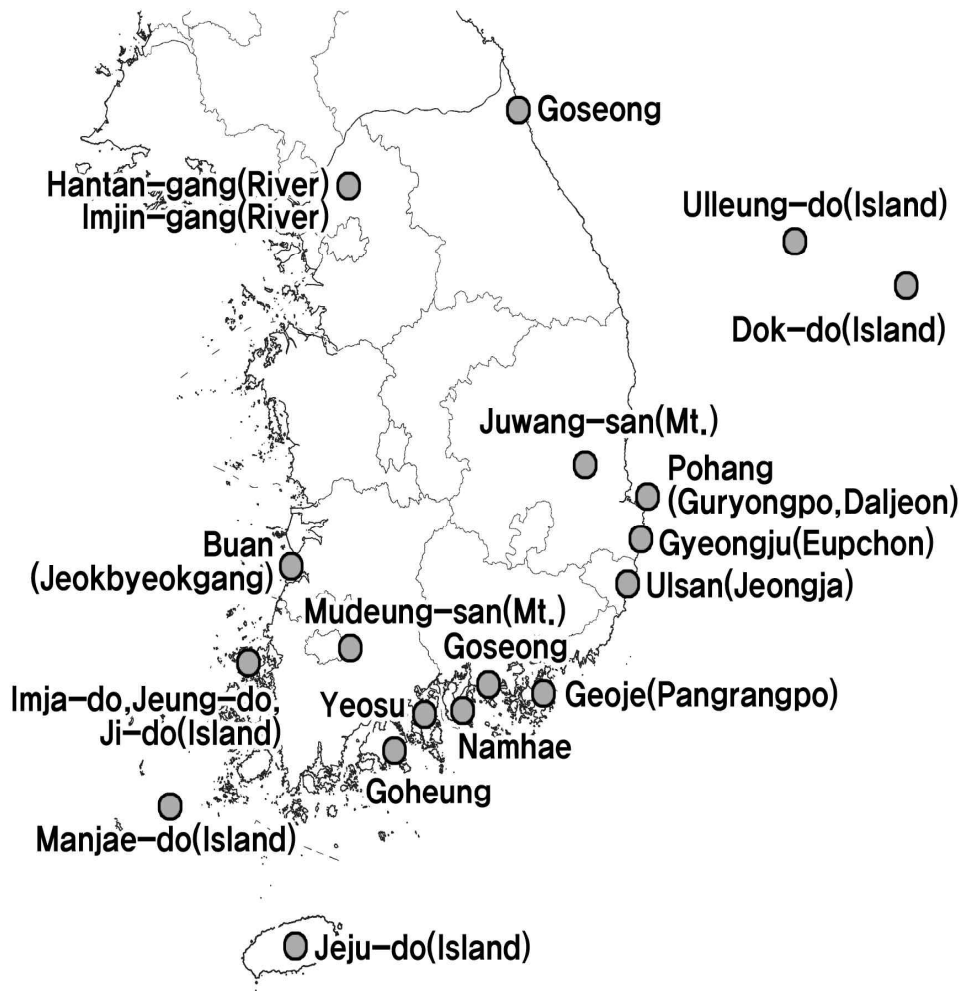 Goseong
Hantan-gang(River)
Imjin-gang(River)
Ulleung-do(Island)
Dok-do(Island)
Juwang-san(Mt.)
Pohang
(Guryongpo,Daljeon)
Gyeongju(Eupchon)
Buan
(Jeokbyeokgang)
Ulsan(Jeongja)
Mudeung-san(Mt.)
Goseong
Imja-do,Jeung-do,
Ji-do(Island)
Yeosu
Geoje(Pangrangpo)
Namhae
Goheung
Manjae-do(Island)
Jeju-do(Island)